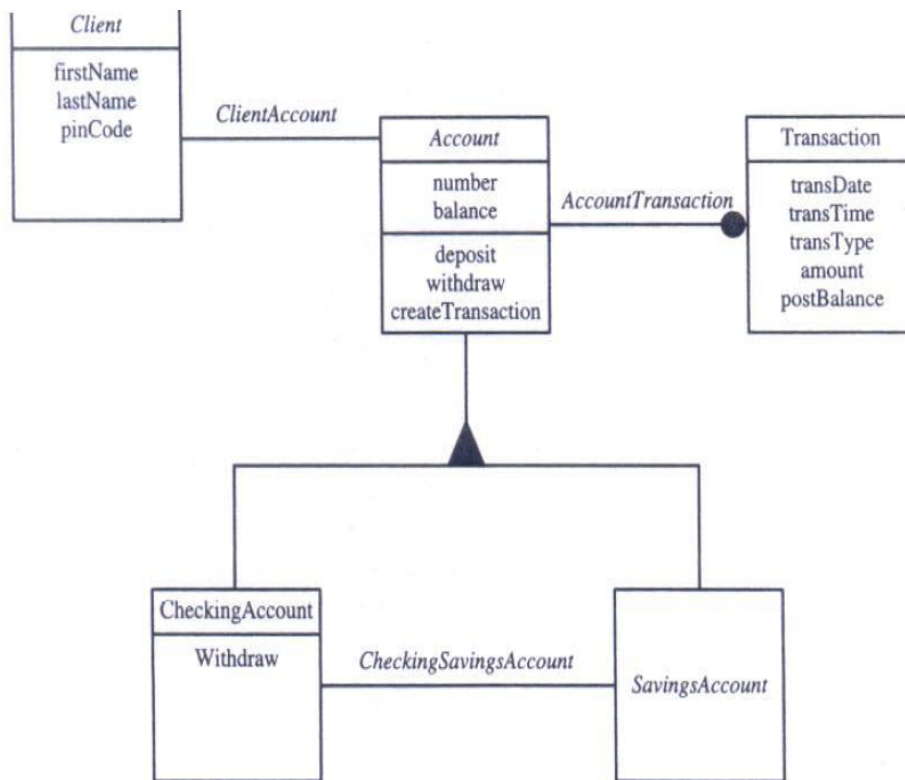 Client
firstName
lastName
pinCode
ClientAccount
Account
number
balance
deposit
withdraw
createTransaction
AccountTransaction
Transaction
transDate
transTime
transType
amount
postBalance
CheckingAccount
Withdraw
CheckingSavingsAccount
SavingsAccount